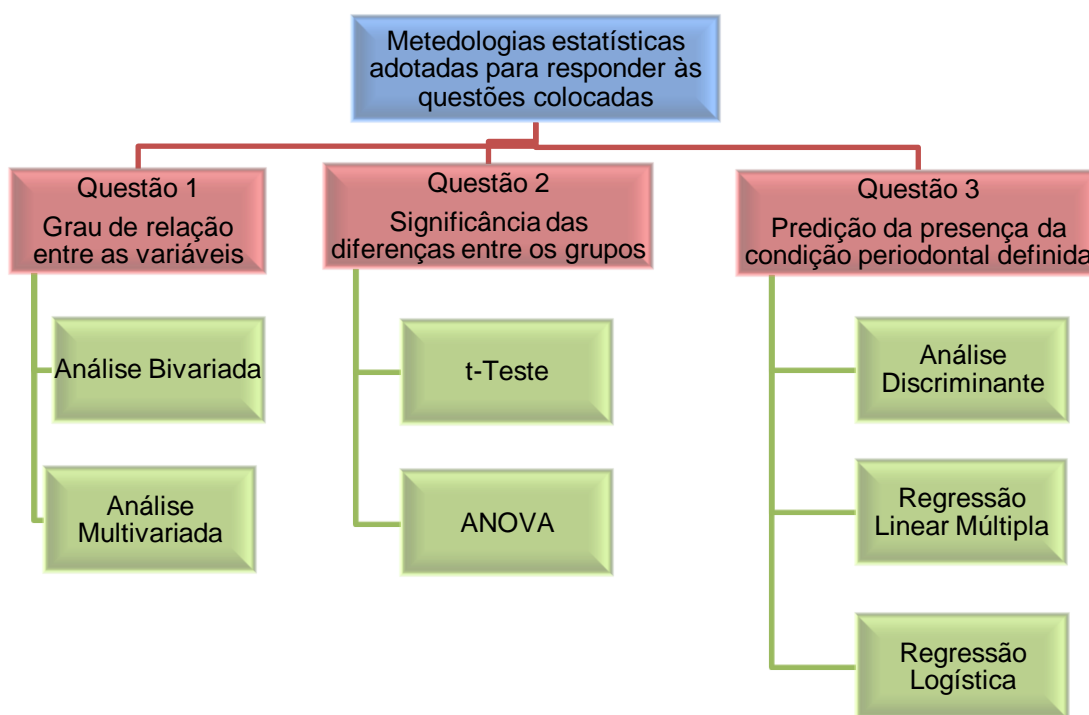 Metedologias estatísticas
adotadas para responder às
questões colocadas
Questão 1
Grau de relação
entre as variáveis
Análise Bivariada
Análise
Multivariada
Questão 2
Significância das
diferenças entre os grupos
t-Teste
ANOVA
Questão 3
Predição da presença da
condição periodontal definida
Análise
Discriminante
Regressão
Linear Múltipla
Regressão
Logística